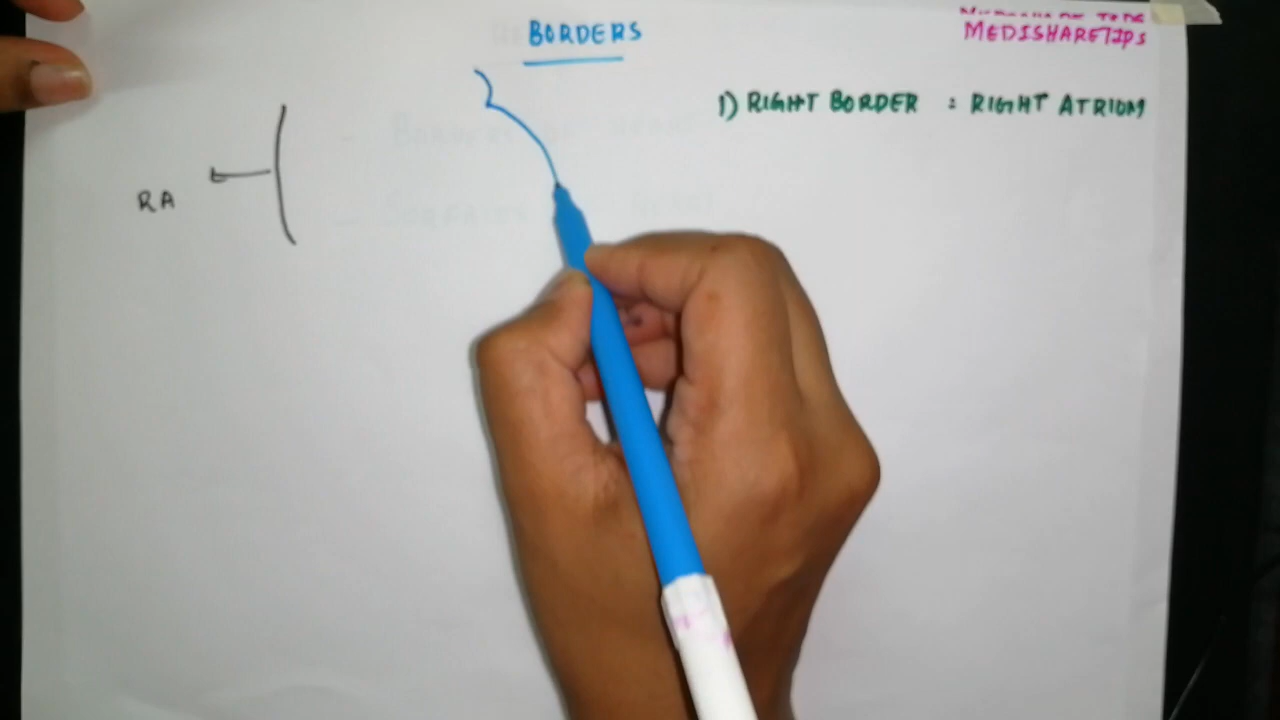 BORDERS
MEDISHARETIPS
1) RIGHT BORDER : RIGHT ATRIUM
RA